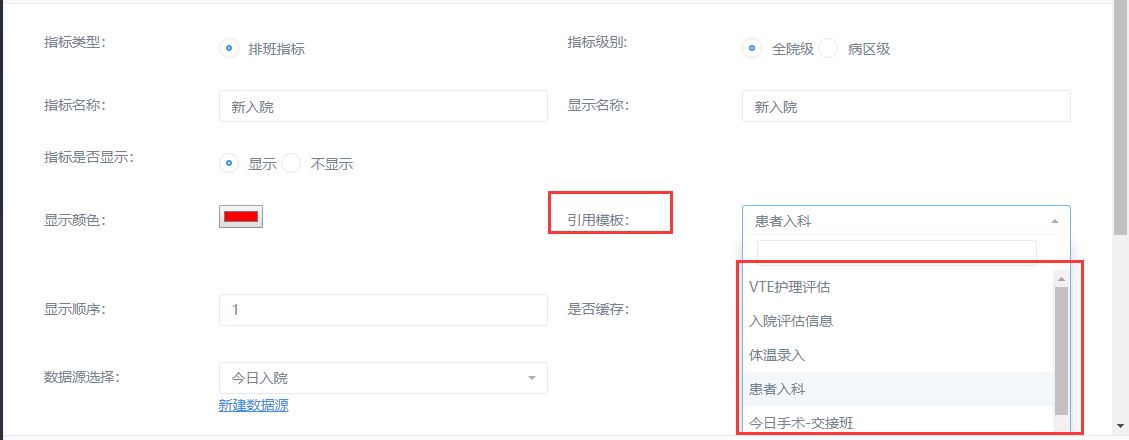 指标类型：
排班指标
指标级别:
全院级
病区级
指标名称：
新入院
显示名称：
新入院
指标是否显示：
显示
不显示
显示颜色：
引用模板：
患者入科
VTE护理评估
入院评估信息
体温录入
患者入科
今日手术-交接班
显示顺序：
1
是否缓存：
数据源选择：
今日入院
新建数据源